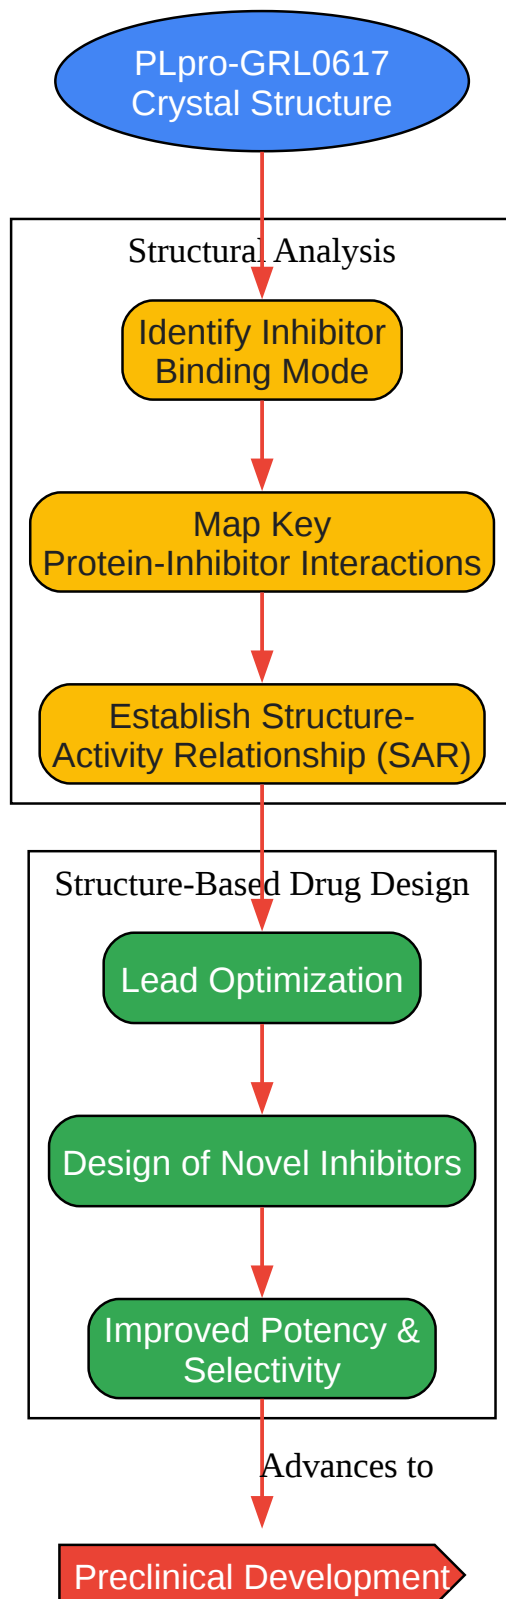 PLpro-GRL0617
Crystal Structure
Structural Analysis
Identify Inhibitor
Binding Mode
Map Key
Protein-Inhibitor Interactions
Establish Structure-
Activity Relationship (SAR)
Structure-Based Drug Design
Lead Optimization
Design of Novel Inhibitors
Improved Potency &
Selectivity
Advances to
Preclinical Development